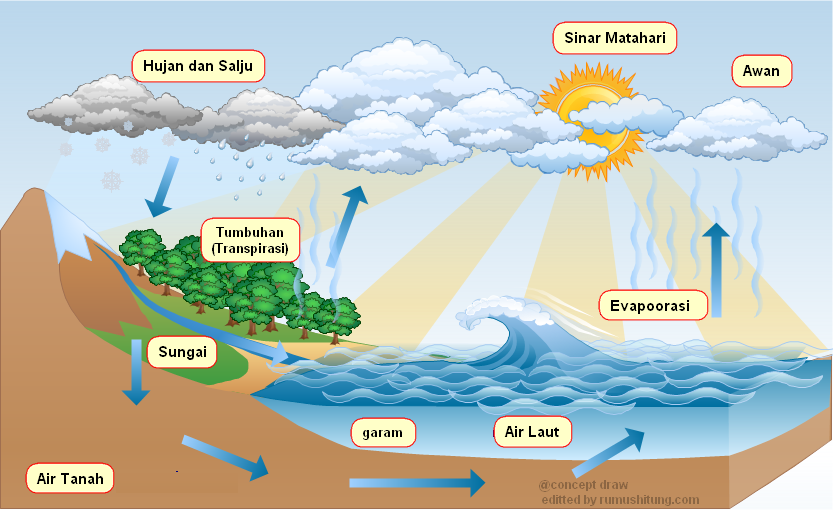 Sinar Matahari
Hujan dan Salju
Awan
Tumbuhan
(Transpirasi)
Evapoorasi
Sungai
garam
Air Laut
Air Tanah
@concept draw
editted by rumushitung.com